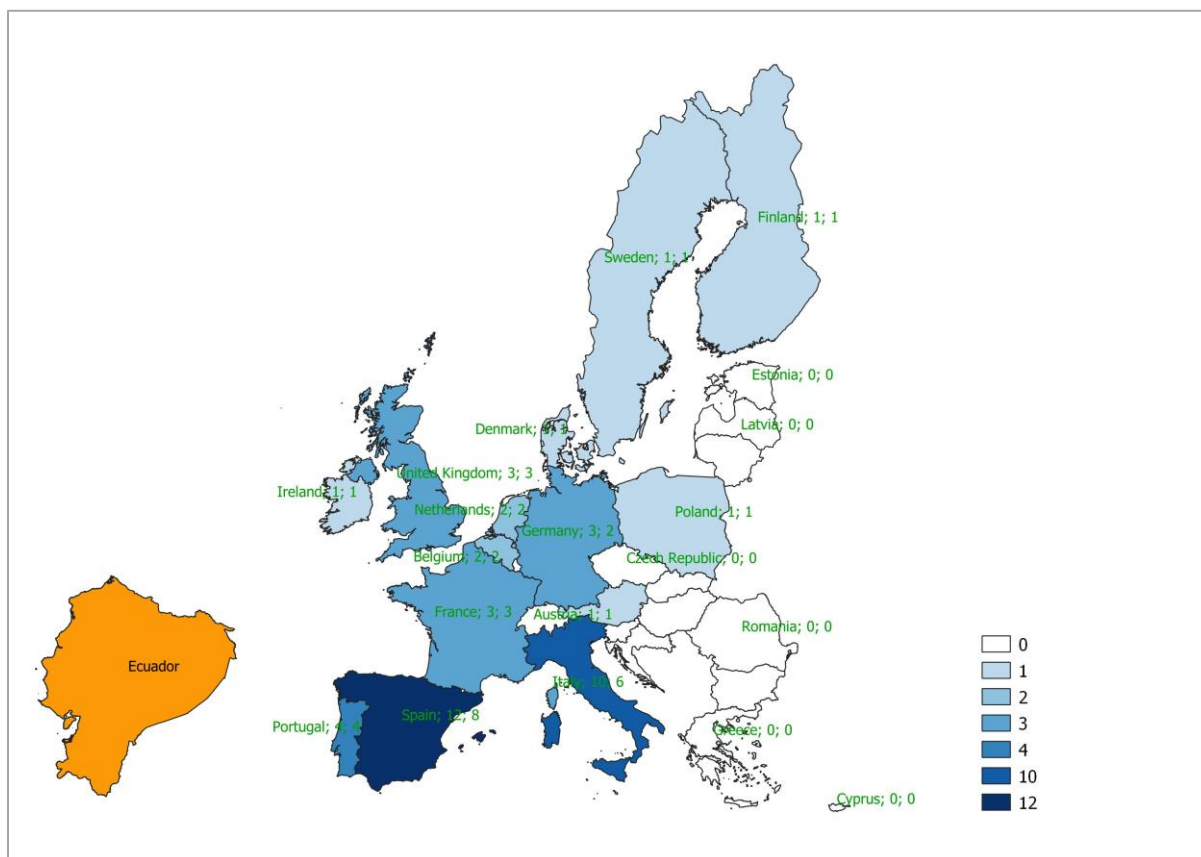 Finland; 1; 1
Sweden; 1; 1
Estonia; 0; 0
Latvia; 0; 0
Denmark; 1; 1
United Kingdom; 3; 3
Ireland; 1; 1
Netherlands; 2; 2
Poland; 1; 1
Germany; 3; 2
Belgium; 2; 2
Czech Republic; 0; 0
France; 3; 3
Austria; 1; 1
Romania; 0; 0
Ecuador
Italy; 10; 6
Spain; 12; 8
Portugal; 4; 4
Greece; 0; 0
Cyprus; 0; 0
0
1
2
3
4
10
12